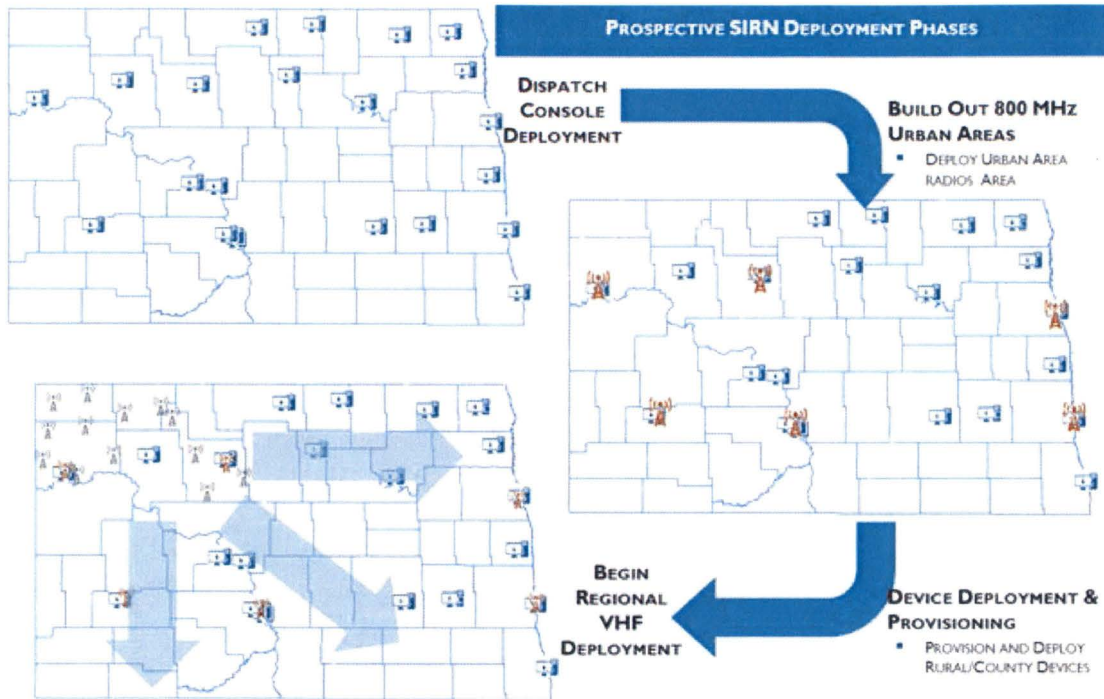 PROSPECTIVE SIRN DEPLOYMENT PHASES
DISPATCH
CONSOLE
DEPLOYMENT
BUILD OUT 800 MHZ
URBAN AREAS
▪ DEPLOY URBAN AREA
RADIOS AREA
BEGIN
REGIONAL
VHF
DEPLOYMENT
DEVICE DEPLOYMENT &
PROVISIONING
▪ PROVISION AND DEPLOY
RURAL/COUNTY DEVICES